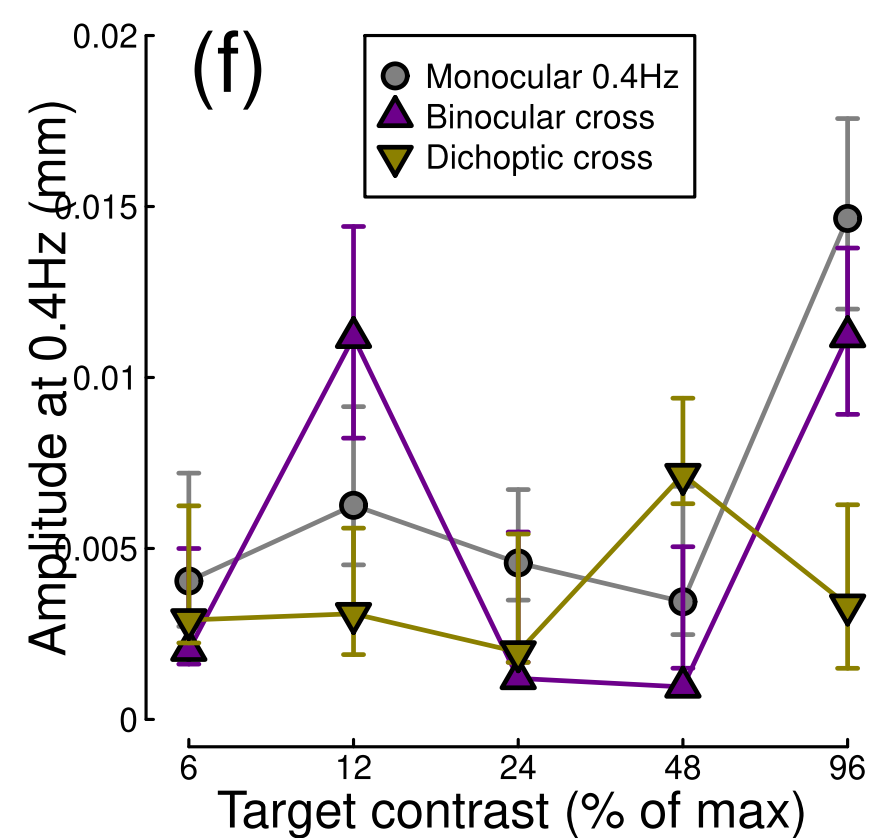 (f)
Monocular 0.4Hz
Binocular cross
Dichoptic cross
Amplitude at 0.4Hz (mm)
0.02
0.015
0.01
0.005
0
6 12 24 48 96
Target contrast (% of max)